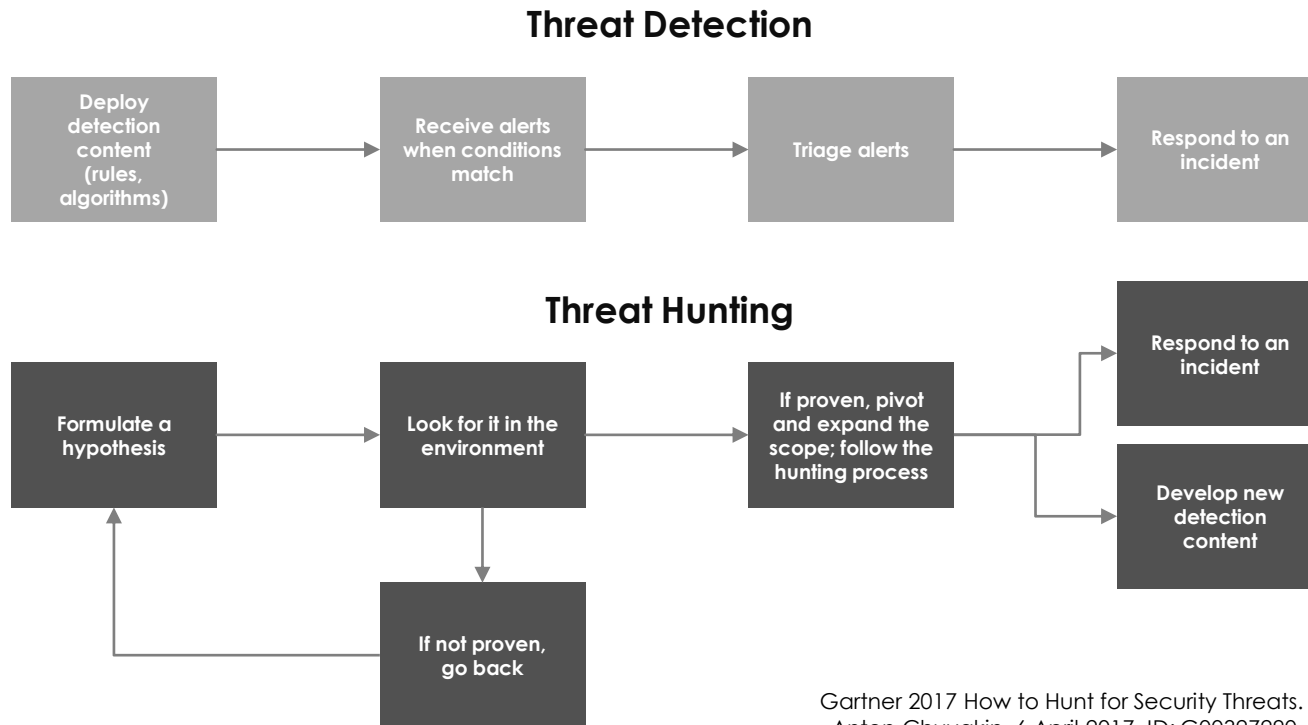 Threat Detection
Deploy
detection
content
(rules,
algorithms)
Receive alerts
when conditions
match
Triage alerts
Respond to an
incident
Threat Hunting
Formulate a
hypothesis
Look for it in the
environment
If proven, pivot
and expand the
scope; follow the
hunting process
Respond to an
incident
Develop new
detection
content
If not proven,
go back
Gartner 2017 How to Hunt for Security Threats.